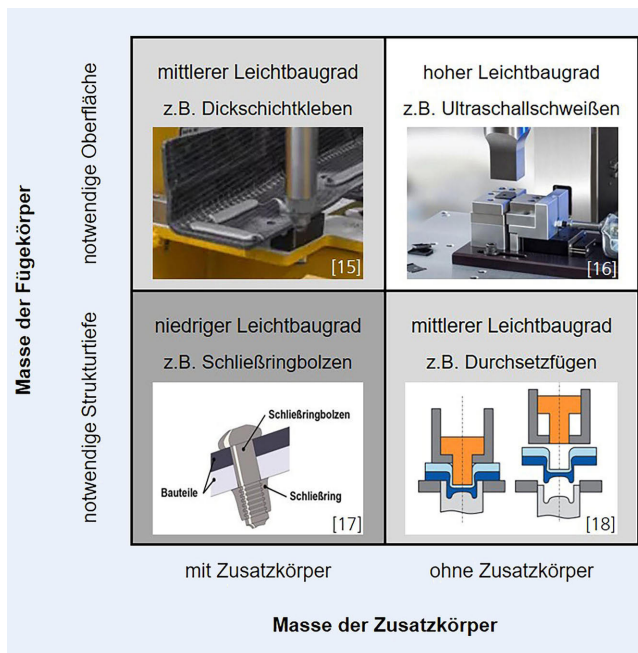 Masse der Fügekörper
notwendige Oberfläche
mittlerer Leichtbaugrad
z.B. Dickschichtkleben
[15]
hoher Leichtbaugrad
z.B. Ultraschallschweißen
[16]
notwendige Strukturtiefe
niedriger Leichtbaugrad
z.B. Schließringbolzen
Schließringbolzen
Bauteile
Schließring
[17]
mittlerer Leichtbaugrad
z.B. Durchsetzfügen
[18]
mit Zusatzkörper
ohne Zusatzkörper
Masse der Zusatzkörper